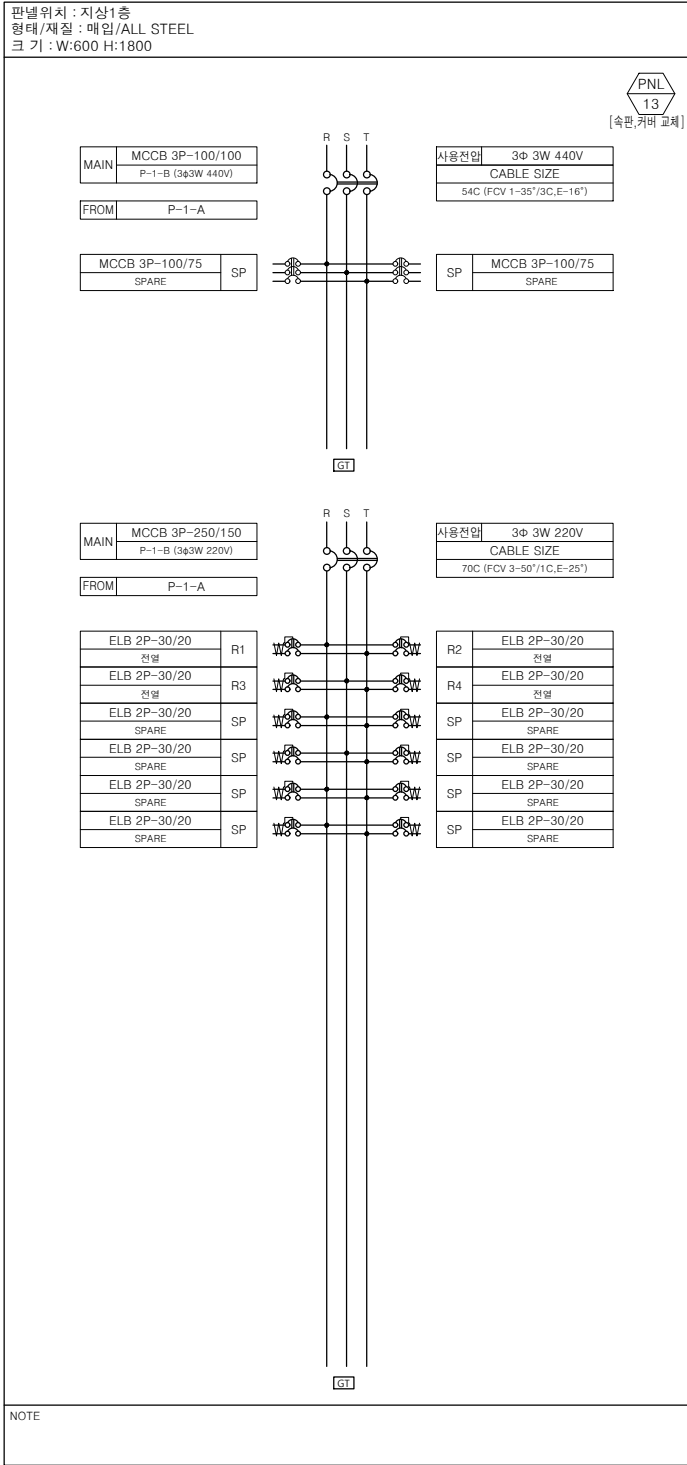 판넬위치 : 지상1층
형태/재질 : 매입/ALL STEEL
크 기 : W:600 H:1800
PNL
13
[속판,커버 교체]
R S T
MAIN
MCCB 3P-100/100
P-1-B (3ϕ3W 440V)
FROM P-1-A
사용전압 3Φ 3W 440V
CABLE SIZE
54C (FCV 1-35°/3C,E-16°)
MCCB 3P-100/75
SPARE
SP
SP
MCCB 3P-100/75
SPARE
GT
R S T
MAIN
MCCB 3P-250/150
P-1-B (3ϕ3W 220V)
FROM P-1-A
사용전압 3Φ 3W 220V
CABLE SIZE
70C (FCV 3-50°/1C,E-25°)
ELB 2P-30/20
전열
R1
R2
ELB 2P-30/20
전열
ELB 2P-30/20
전열
R3
R4
ELB 2P-30/20
전열
ELB 2P-30/20
SPARE
SP
SP
ELB 2P-30/20
SPARE
ELB 2P-30/20
SPARE
SP
SP
ELB 2P-30/20
SPARE
ELB 2P-30/20
SPARE
SP
SP
ELB 2P-30/20
SPARE
ELB 2P-30/20
SPARE
SP
SP
ELB 2P-30/20
SPARE
GT
NOTE